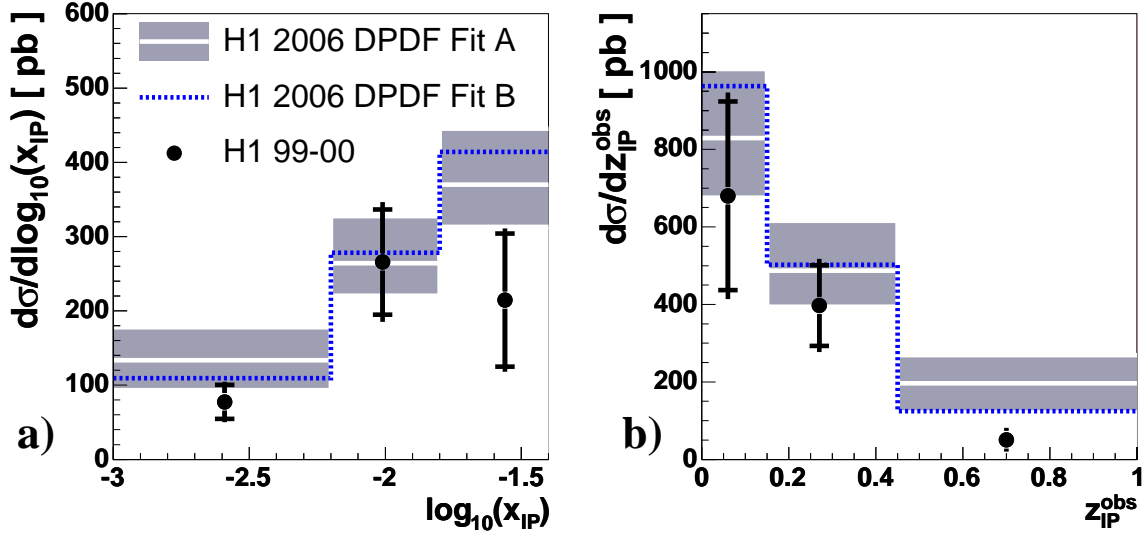 dσ/dlog10(xIP) [ pb]
600
500
400
300
200
100
0
H1 2006 DPDF Fit A
H1 2006 DPDF Fit B
H1 99-00
a)
-3 -2.5 -2 -1.5
log10(xIP)
dσ/dzIPobs [ pb]
1000
800
600
400
200
0
b)
0 0.2 0.4 0.6 0.8 1
zIPobs